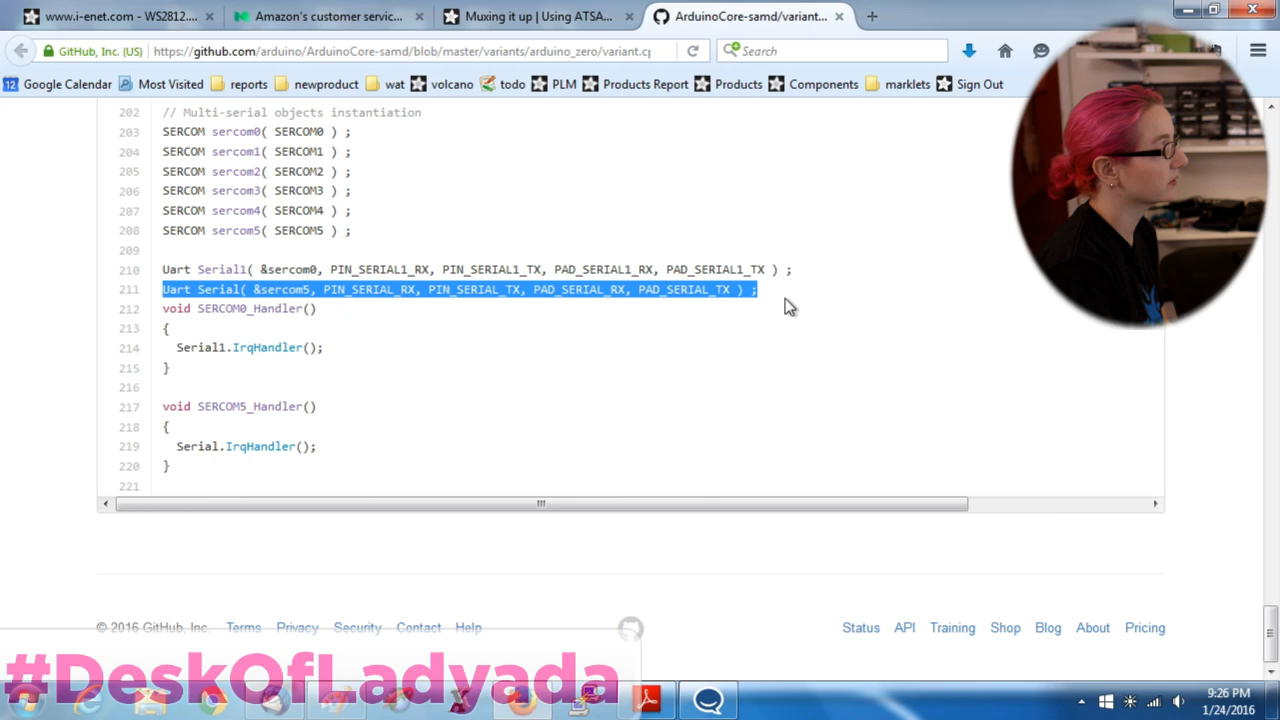 www.i-enet.com - WS2812....
Amazon's customer servic...
Muxing it up | Using ATSA...
ArduinoCore-samd/variant...
GitHub, Inc. (US)
https://github.com/arduino/ArduinoCore-samd/blob/master/variants/arduino_zero/variant.cp
Search
12 Google Calendar
Most Visited
reports
newproduct
wat
volcano
todo
PLM
Products Report
Products
Components
marklets
Sign Out
202 // Multi-serial objects instantiation
203 SERCOM sercom0( SERCOM0 ) ;
204 SERCOM sercom1( SERCOM1 ) ;
205 SERCOM sercom2( SERCOM2 ) ;
206 SERCOM sercom3( SERCOM3 ) ;
207 SERCOM sercom4( SERCOM4 ) ;
208 SERCOM sercom5( SERCOM5 ) ;
209
210 Uart Serial1( &sercom0, PIN_SERIAL1_RX, PIN_SERIAL1_TX, PAD_SERIAL1_RX, PAD_SERIAL1_TX ) ;
211 Uart Serial( &sercom5, PIN_SERIAL_RX, PIN_SERIAL_TX, PAD_SERIAL_RX, PAD_SERIAL_TX ) ;
212 void SERCOM0_Handler()
213 {
214 Serial1.IrqHandler();
215 }
216
217 void SERCOM5_Handler()
218 {
219 Serial.IrqHandler();
220 }
221
© 2016 GitHub, Inc. Terms Privacy Security Contact Help
Status API Training Shop Blog About Pricing
#DeskOfLadyada
9:26 PM
1/24/2016